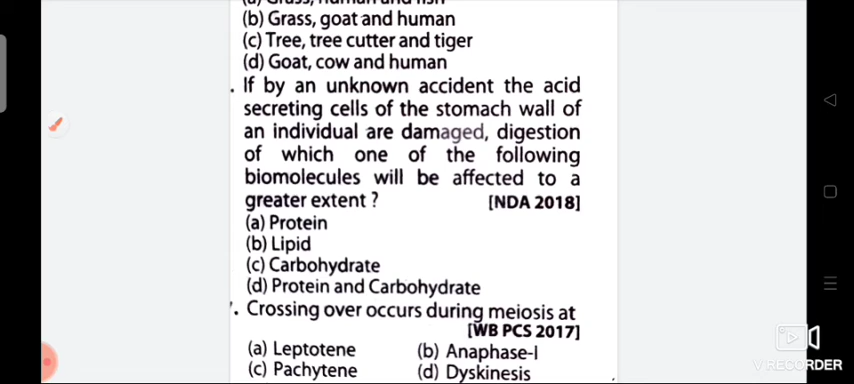 (b) Grass, goat and human
(c) Tree, tree cutter and tiger
(d) Goat, cow and human
. If by an unknown accident the acid
secreting cells of the stomach wall of
an individual are damaged, digestion
of which one of the following
biomolecules will be affected to a
greater extent ? [NDA 2018]
(a) Protein
(b) Lipid
(c) Carbohydrate
(d) Protein and Carbohydrate
. Crossing over occurs during meiosis at
[WB PCS 2017]
(a) Leptotene (b) Anaphase-I
(c) Pachytene (d) Dyskinesis
V RECORDER